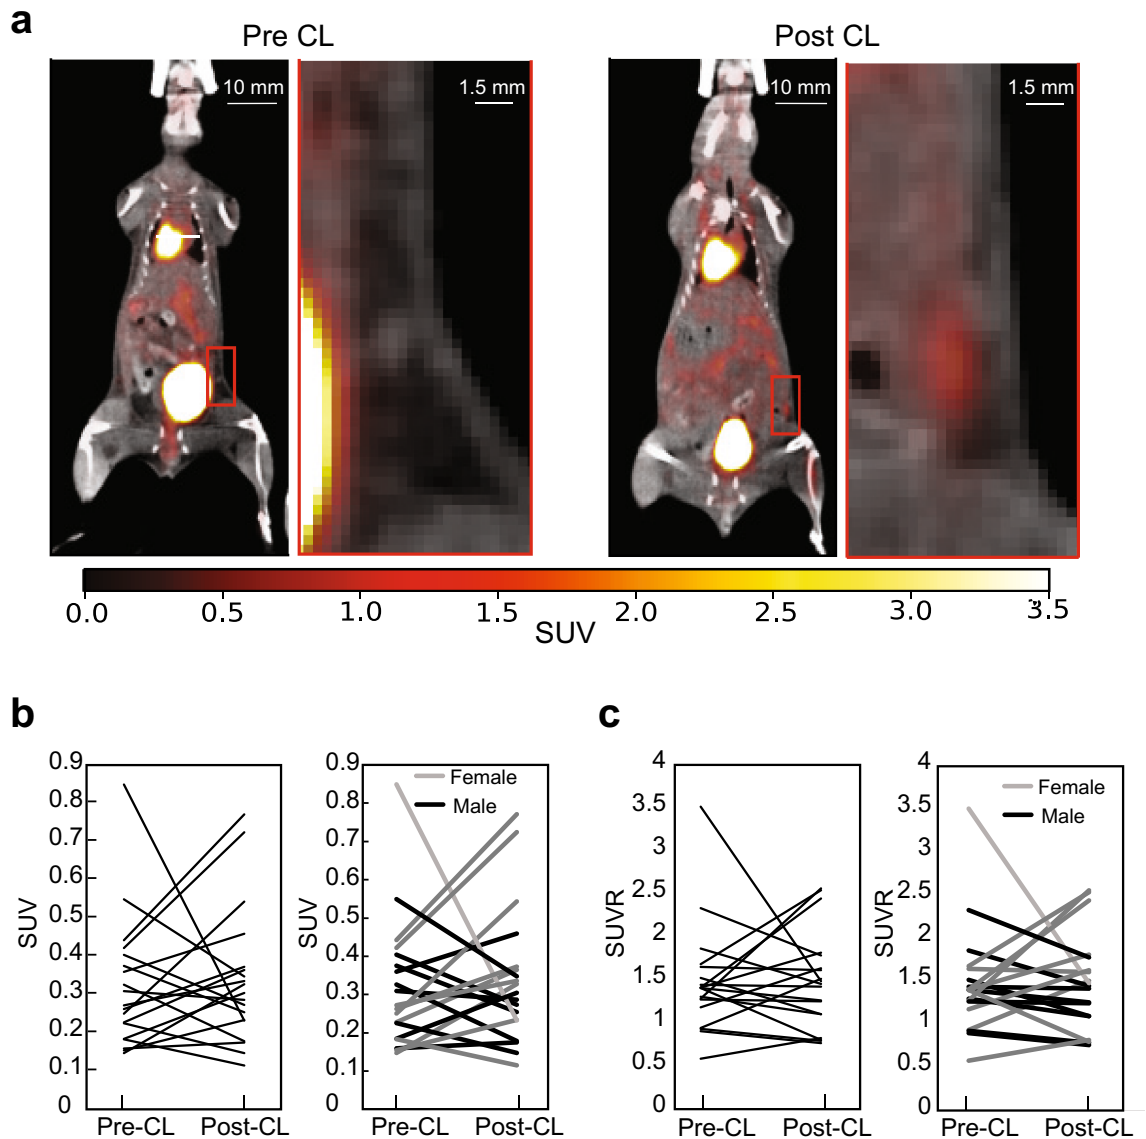 a
Pre CL
Post CL
10 mm
1.5 mm
10 mm
1.5 mm
0.0 0.5 1.0 1.5 2.0 2.5 3.0 3.5
SUV
b
c
0.9
0.8
0.7
0.6
0.5
0.4
0.3
0.2
0.1
0
SUV
Pre-CL Post-CL
0.9
0.8
0.7
0.6
0.5
0.4
0.3
0.2
0.1
0
SUV
Female
Male
Pre-CL Post-CL
4
3.5
3
2.5
2
1.5
1
0.5
0
SUVR
Pre-CL Post-CL
4
3.5
3
2.5
2
1.5
1
0.5
0
SUVR
Female
Male
Pre-CL Post-CL